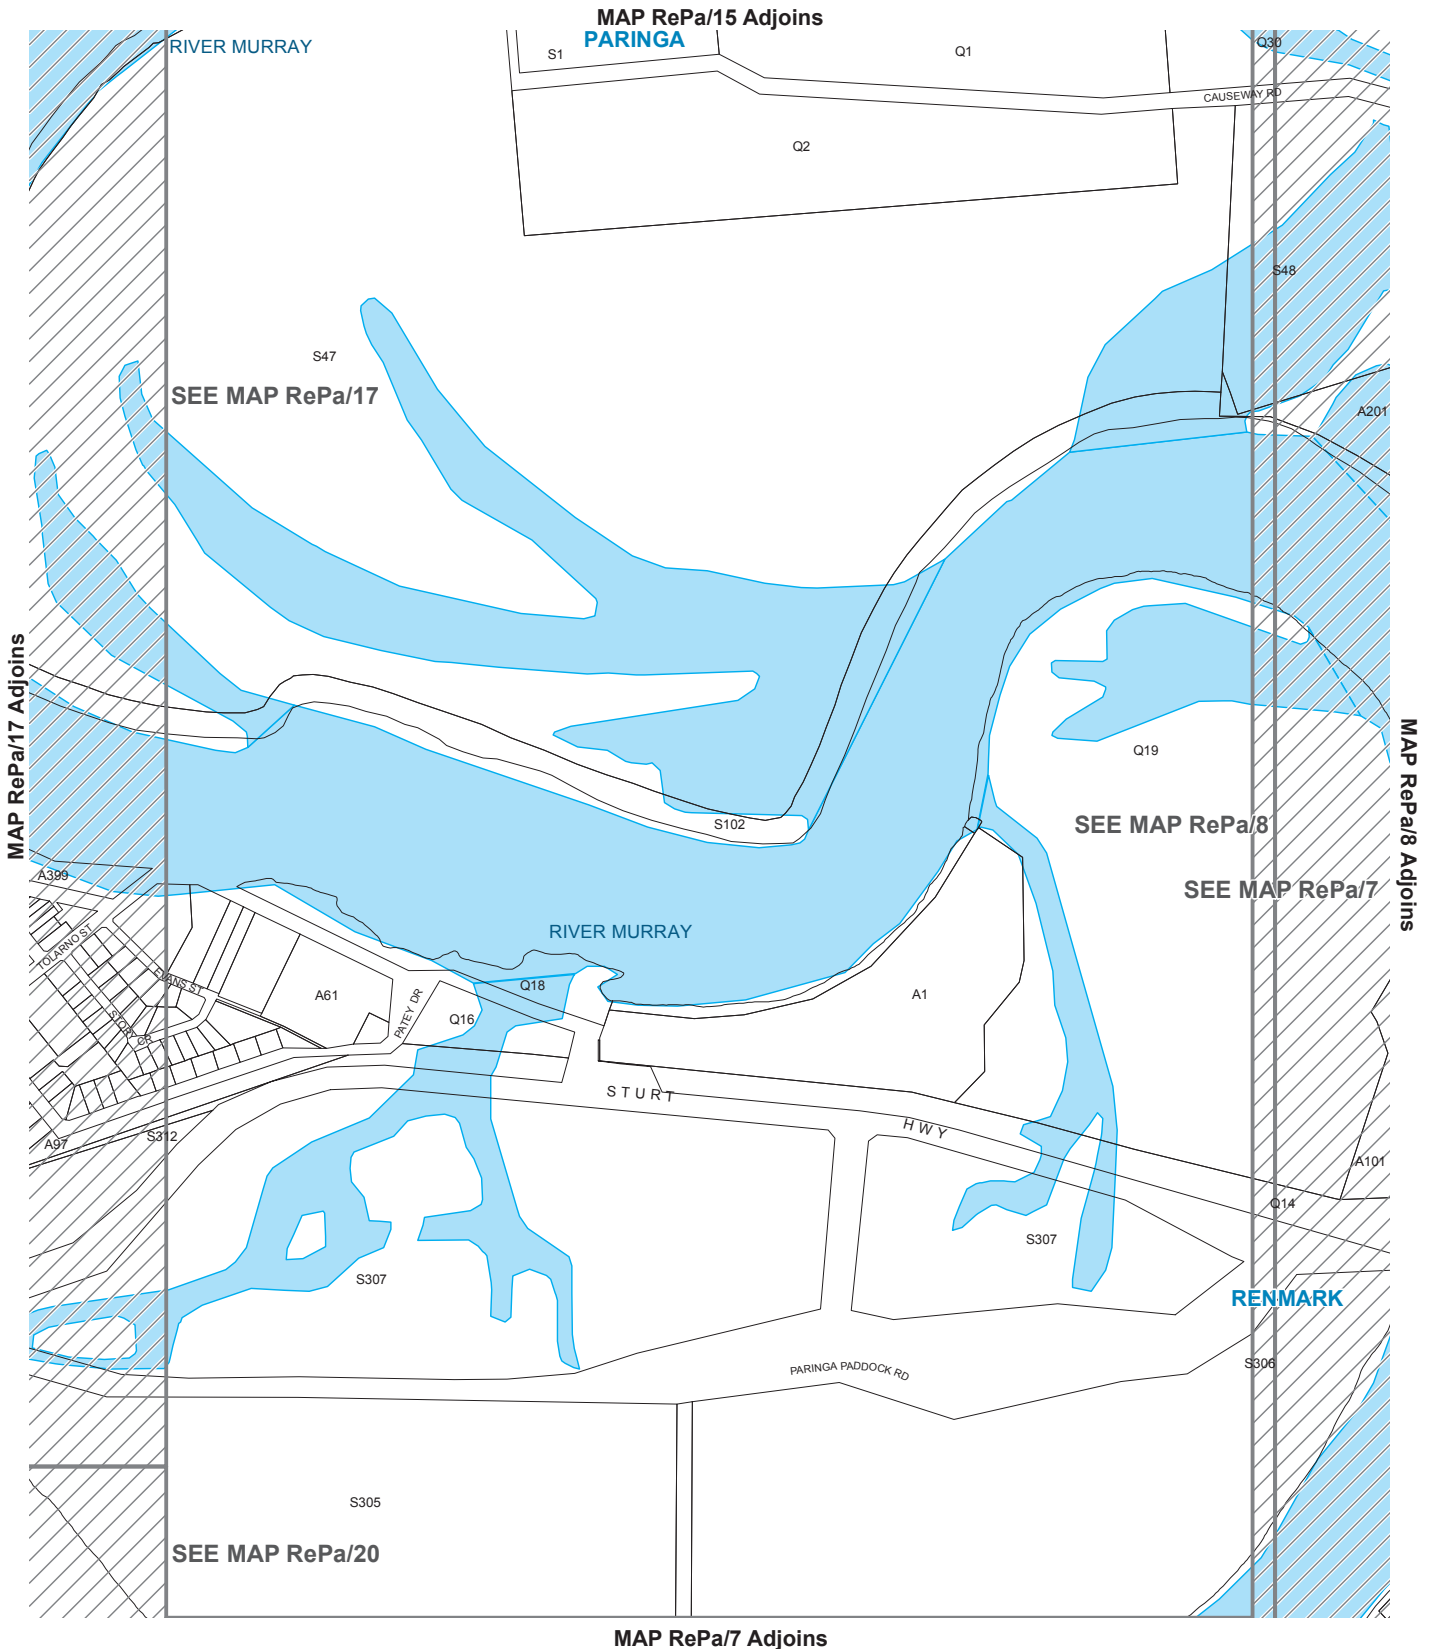 MAP RePa/15 Adjoins
RIVER MURRAY
PARINGA
S1
Q1
Q30
CAUSEWAY RD
Q2
S48
S47
SEE MAP RePa/17
A201
MAP RePa/17 Adjoins
MAP RePa/8 Adjoins
Q19
S102
SEE MAP RePa/8
A399
SEE MAP RePa/7
TOLARNO ST
RIVER MURRAY
EVANS ST
Q18
A61
A1
PATEY DR
Q16
STORY CR
STURT
HWY
A97
S312
A101
Q14
S307
S307
RENMARK
PARINGA PADDOCK RD
S306
S305
SEE MAP RePa/20
MAP RePa/7 Adjoins